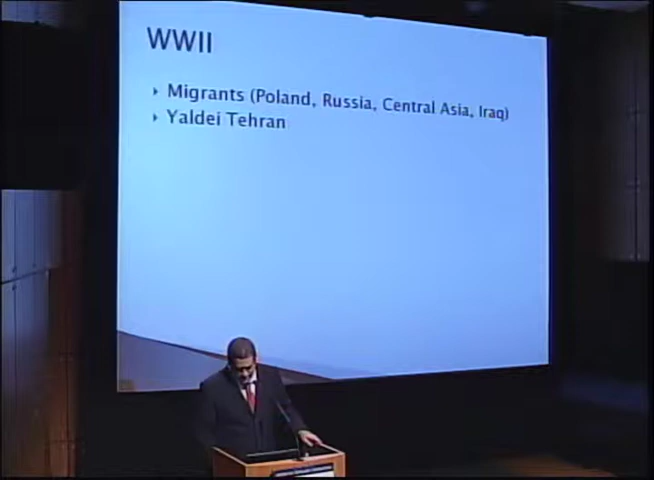 WWII
Migrants (Poland, Russia, Central Asia, Iraq)
Yaldei Tehran